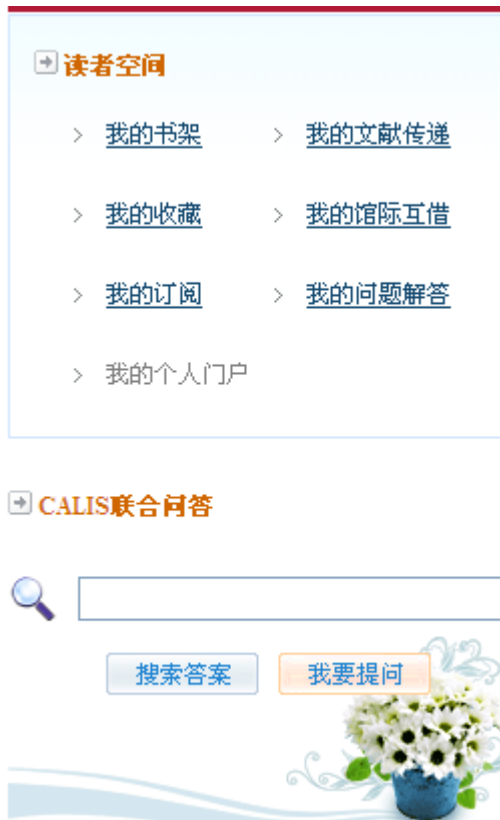 读者空间
> 我的书架 > 我的文献传递
> 我的收藏 > 我的馆际互借
> 我的订阅 > 我的问题解答
> 我的个人门户
CALIS联合问答
搜索答案 我要提问